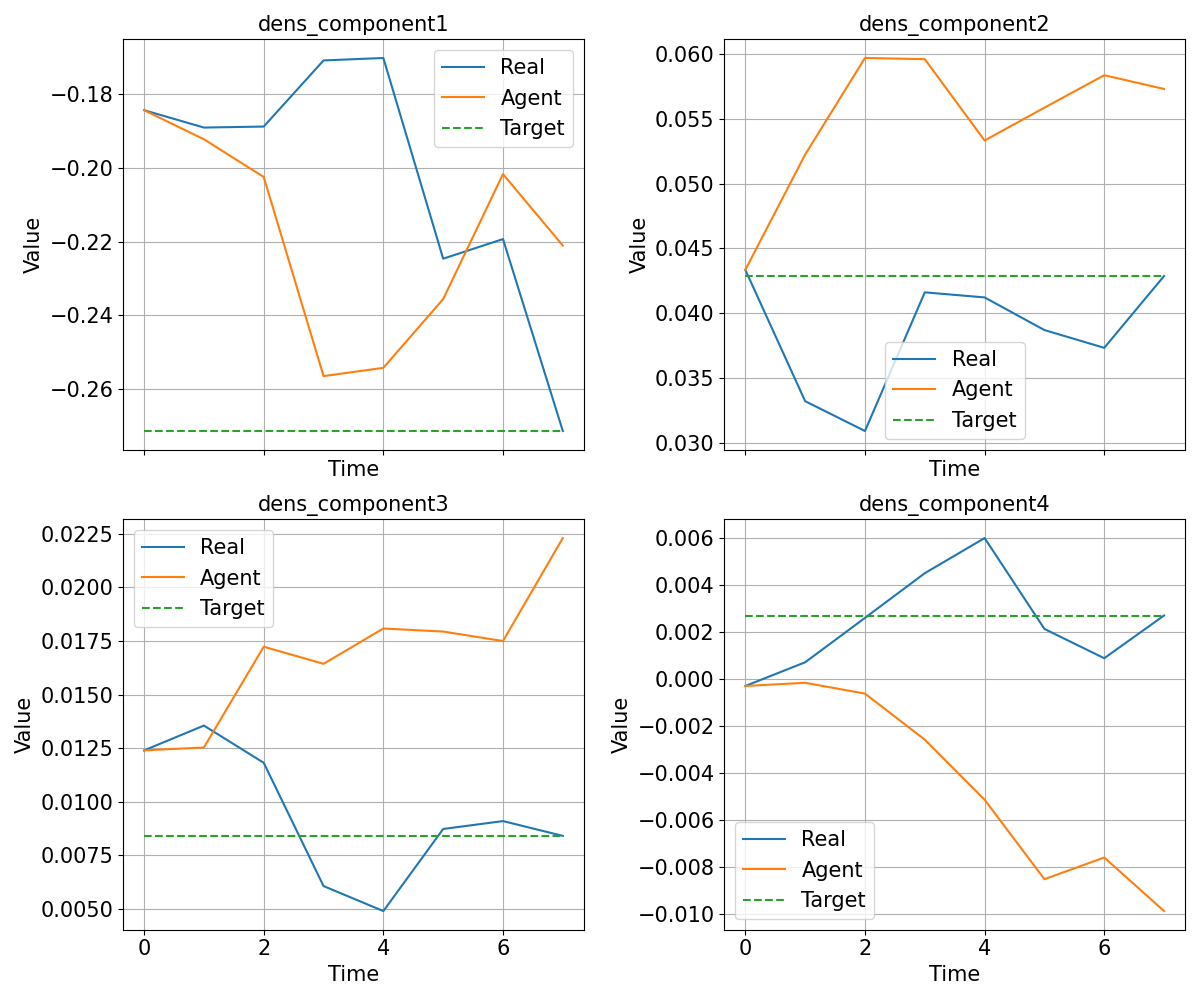 dens_component1
Value
−0.18
−0.20
−0.22
−0.24
−0.26
Real
Agent
Target
Time
dens_component2
Value
0.060
0.055
0.050
0.045
0.040
0.035
0.030
Real
Agent
Target
Time
dens_component3
Value
0.0225
0.0200
0.0175
0.0150
0.0125
0.0100
0.0075
0.0050
Real
Agent
Target
0 2 4 6
Time
dens_component4
Value
0.006
0.004
0.002
0.000
−0.002
−0.004
−0.006
−0.008
−0.010
Real
Agent
Target
0 2 4 6
Time